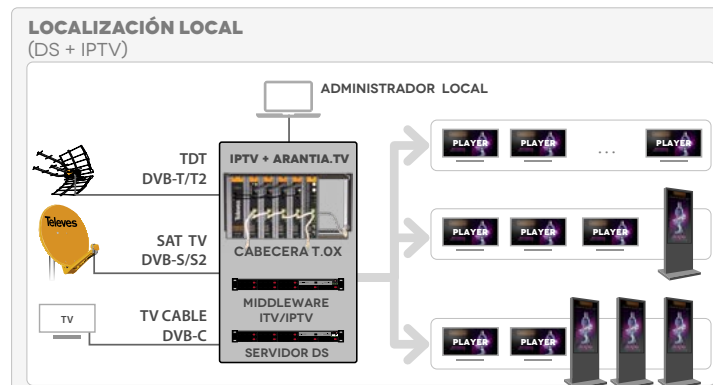 LOCALIZACIÓN LOCAL
(DS + IPTV)
ADMINISTRADOR LOCAL
TDT
DVB-T/T2
IPTV + ARANTIA.TV
PLAYER
PLAYER
...
PLAYER
Televes
SAT TV
DVB-S/S2
CABECERA T.0X
PLAYER
PLAYER
PLAYER
TV
TV CABLE
DVB-C
MIDDLEWARE
ITV/IPTV
SERVIDOR DS
PLAYER
PLAYER